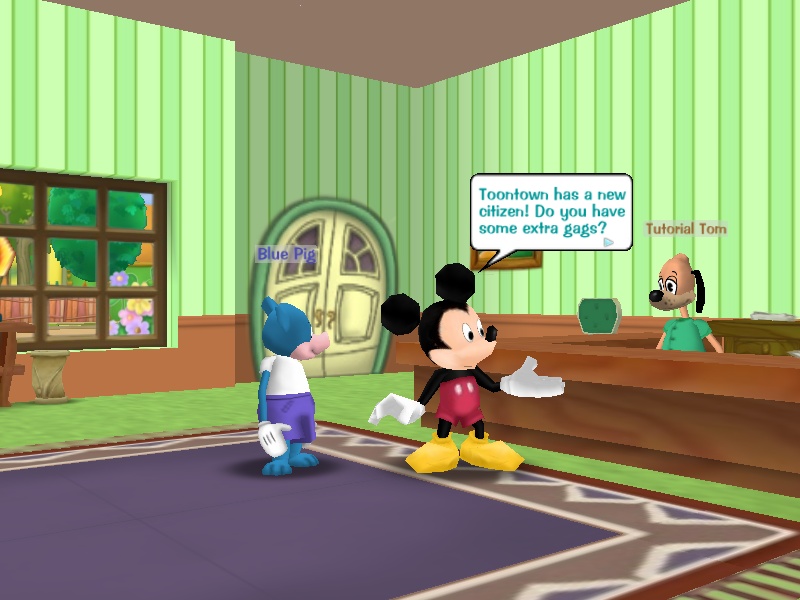 Toontown has a new
citizen! Do you have
some extra gags?
Tutorial Tom
Blue Pig